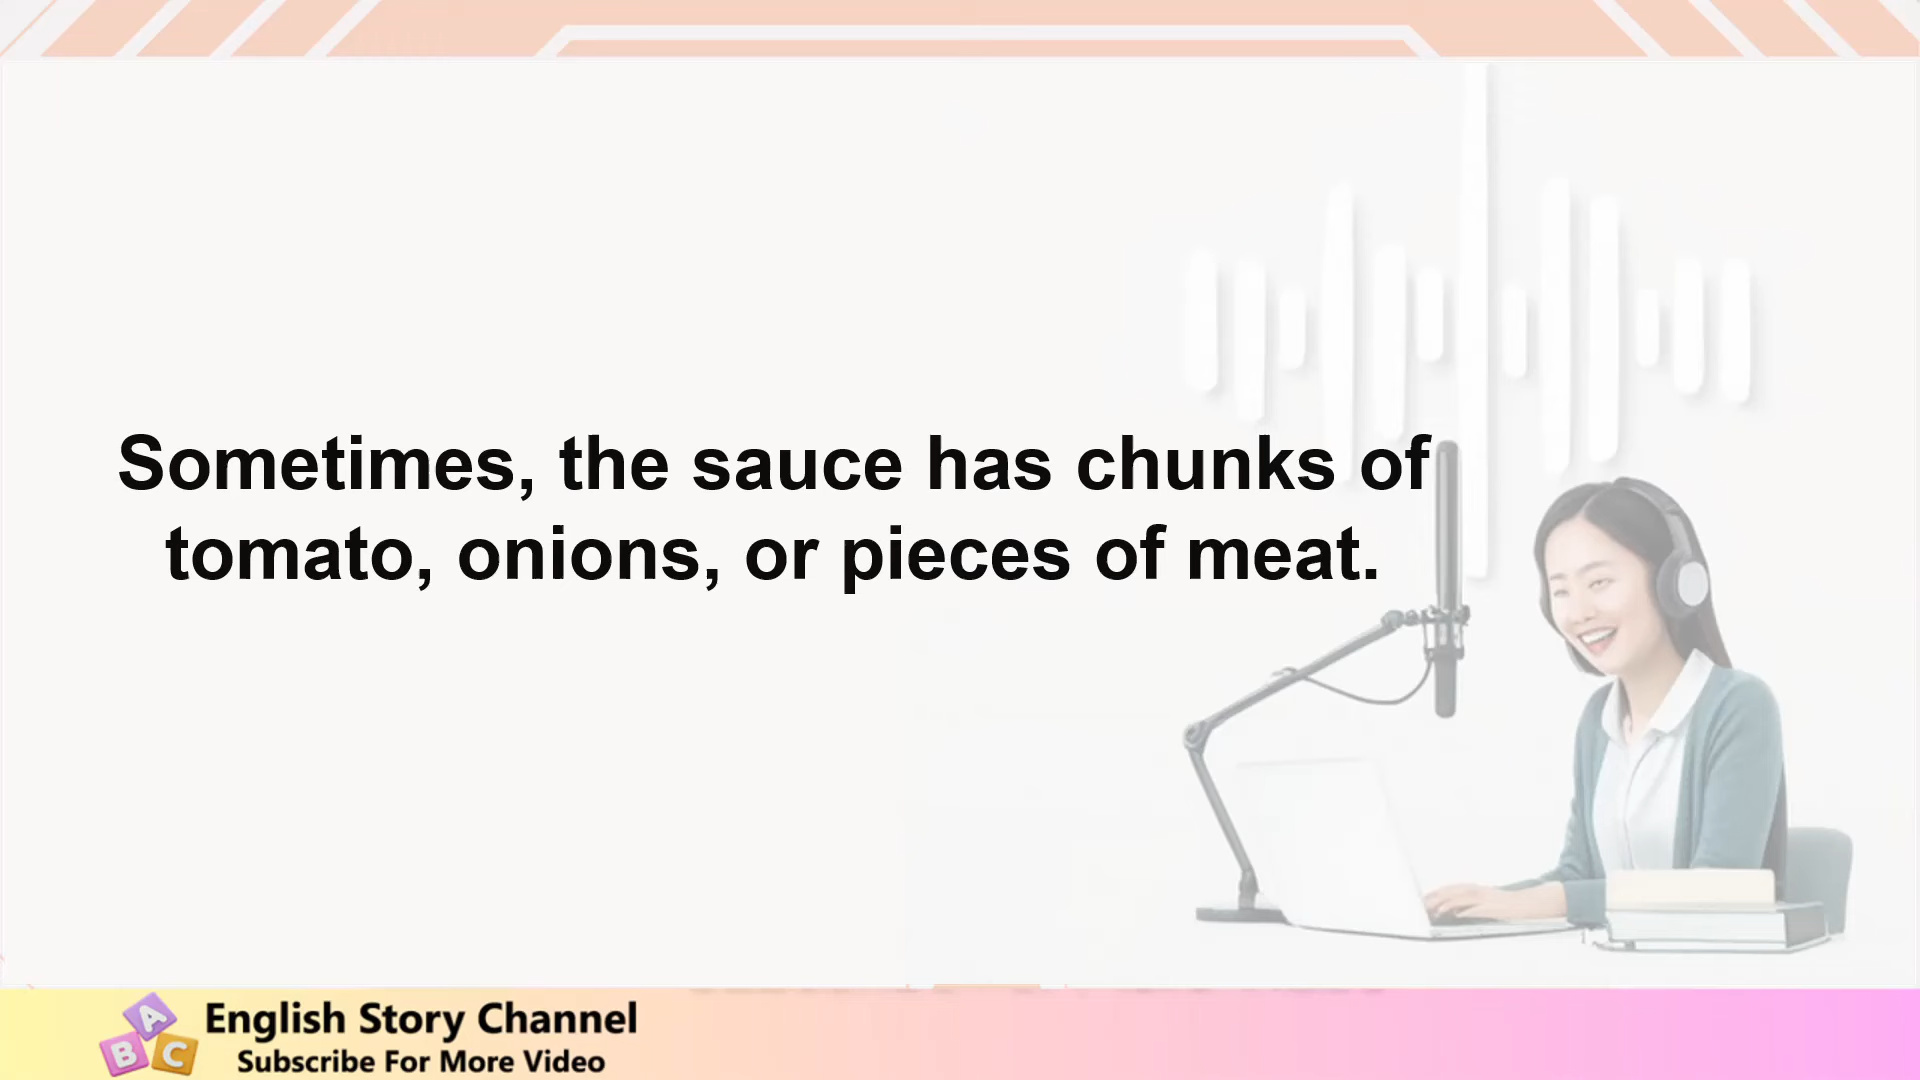 Sometimes, the sauce has chunks of
tomato, onions, or pieces of meat.
A
B
C
English Story Channel
Subscribe For More Video